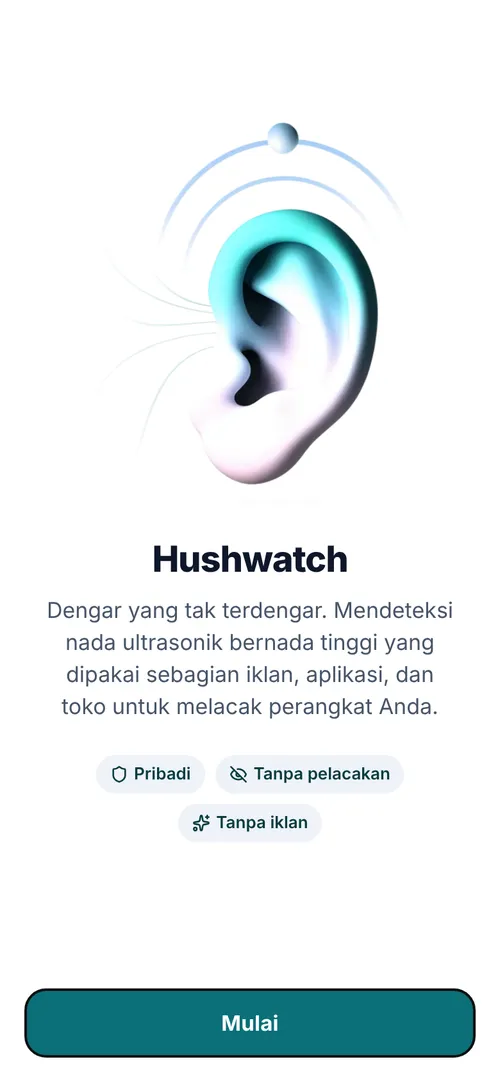 Hushwatch
Dengar yang tak terdengar. Mendeteksi
nada ultrasonik bernada tinggi yang
dipakai sebagian iklan, aplikasi, dan
toko untuk melacak perangkat Anda.
Pribadi
Tanpa pelacakan
Tanpa iklan
Mulai